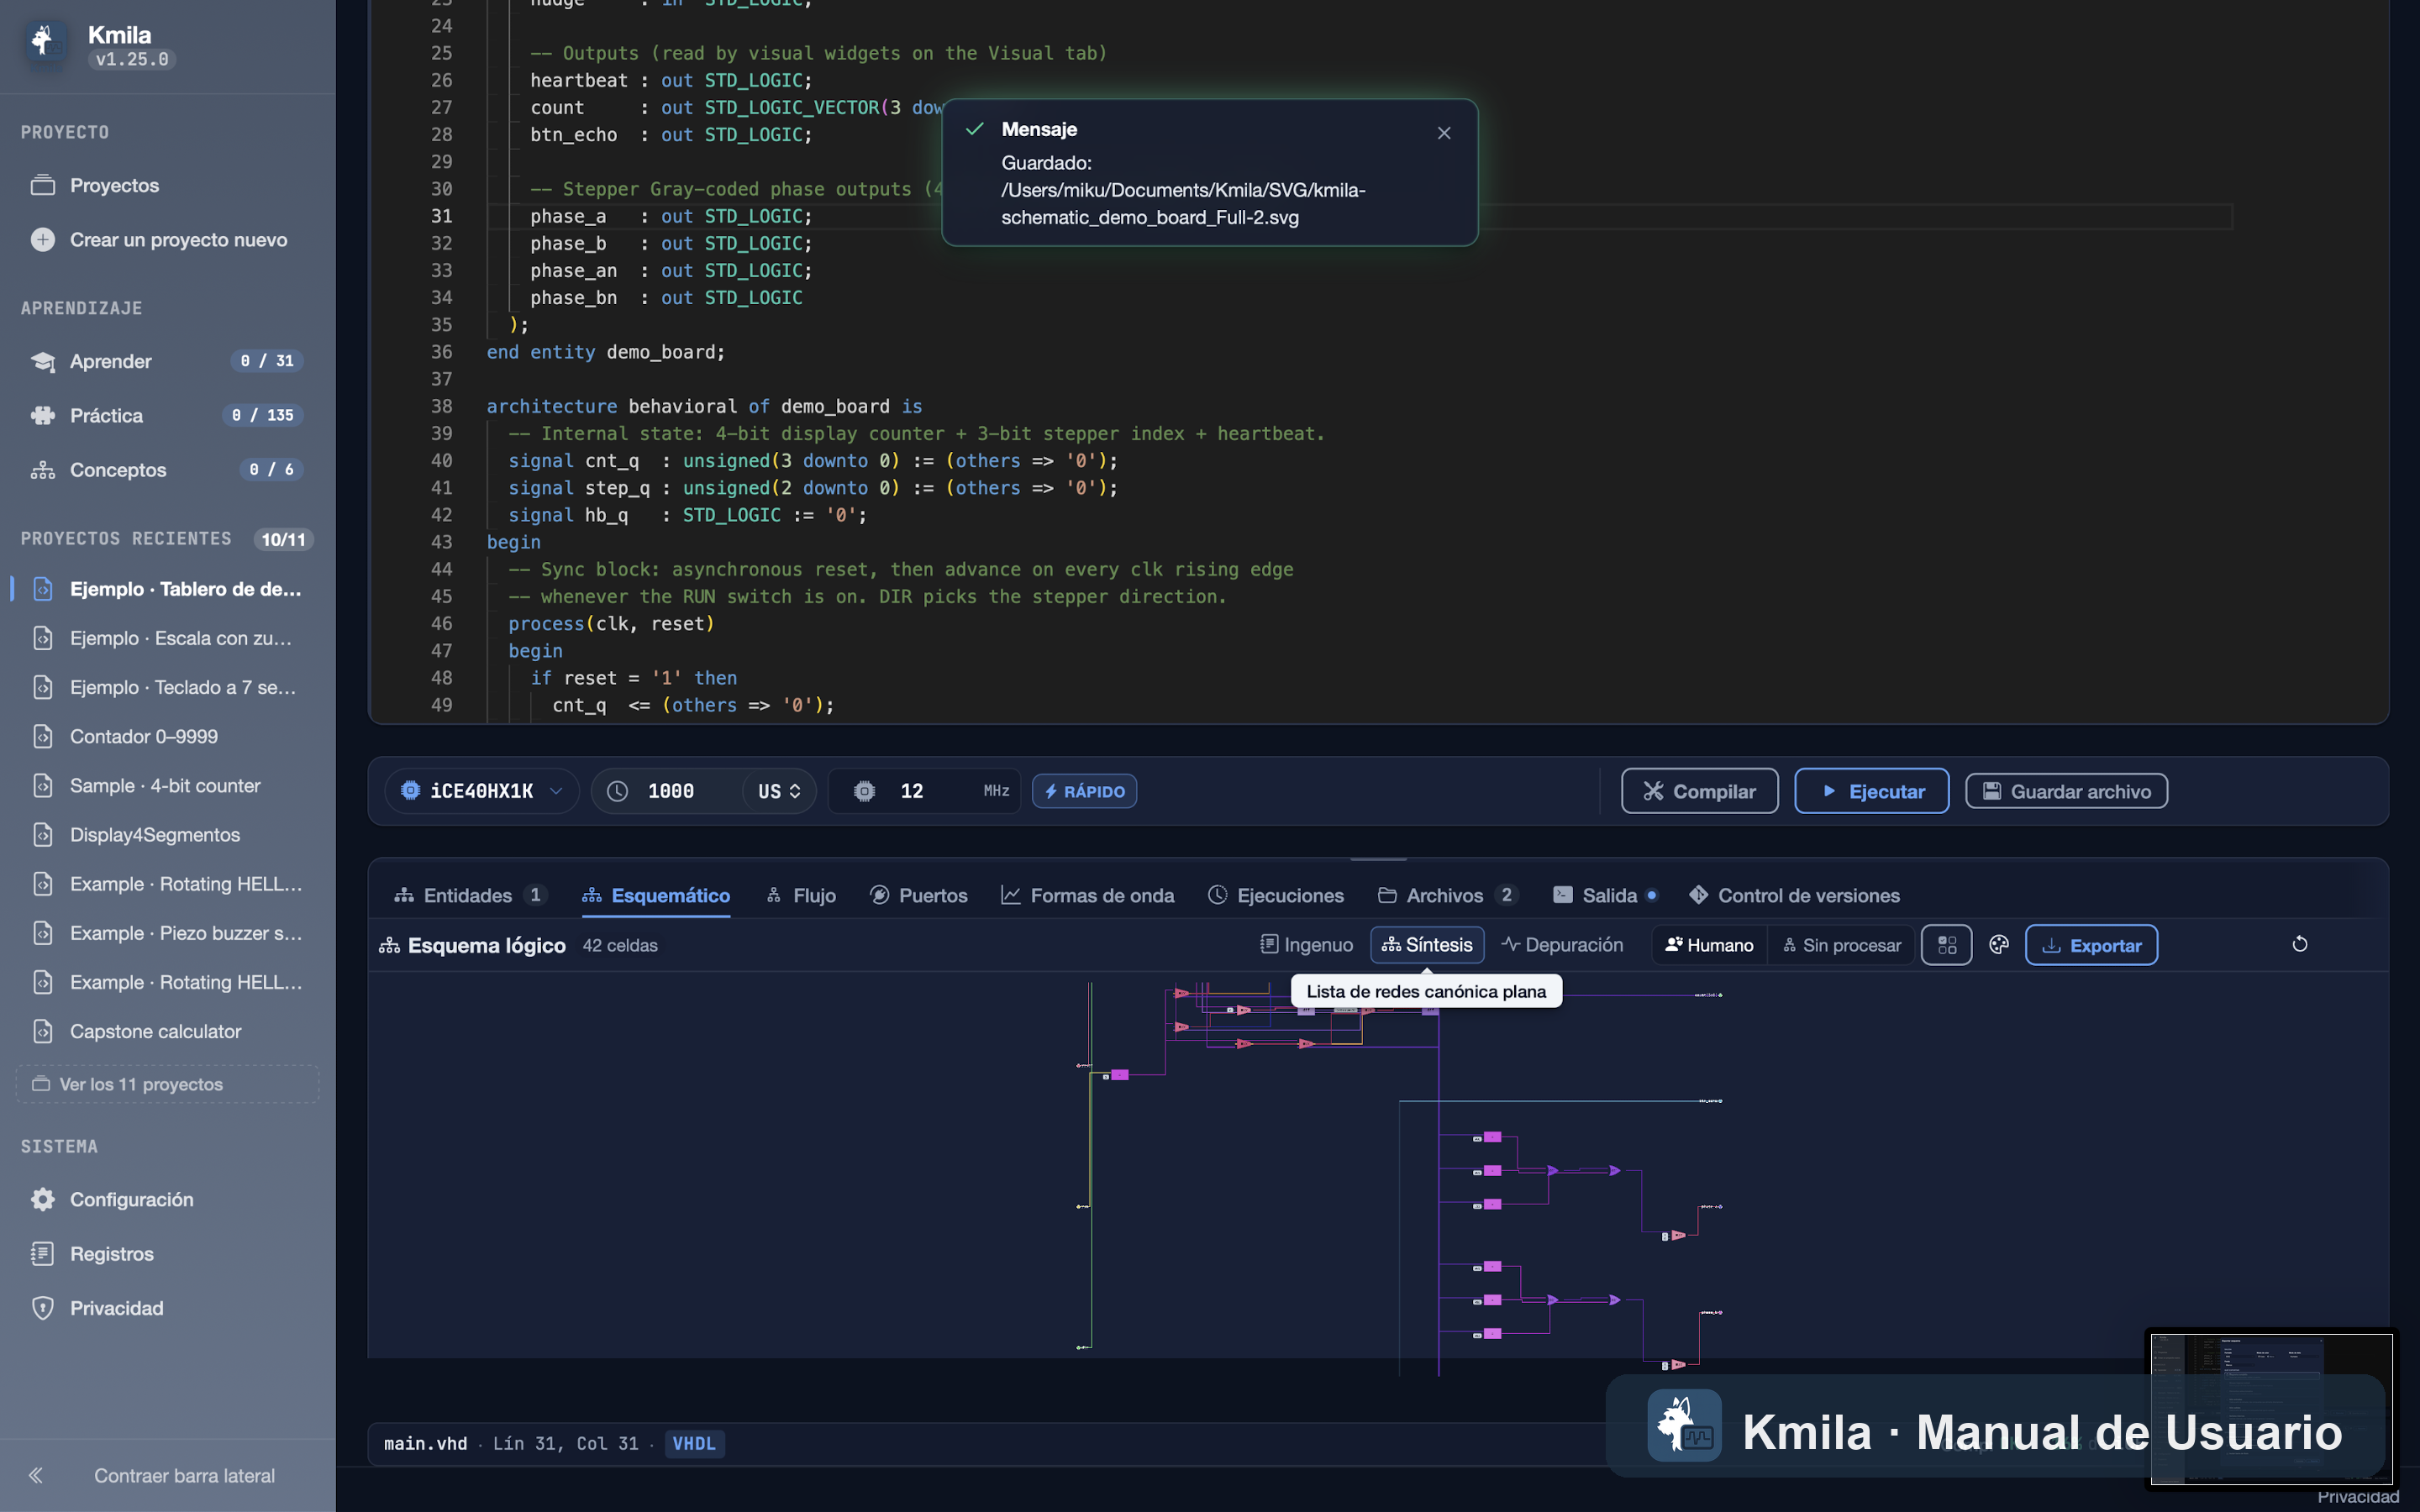 Kmila
v1.25.0
PROYECTO
Proyectos
Crear un proyecto nuevo
APRENDIZAJE
Aprender 0 / 31
Práctica 0 / 135
Conceptos 0 / 6
PROYECTOS RECIENTES 10/11
Ejemplo · Tablero de de...
Ejemplo · Escala con zu...
Ejemplo · Teclado a 7 se...
Contador 0–9999
Sample · 4-bit counter
Display4Segmentos
Example · Rotating HELL...
Example · Piezo buzzer s...
Example · Rotating HELL...
Capstone calculator
Ver los 11 proyectos
SISTEMA
Configuración
Registros
Privacidad
Contraer barra lateral
24
25 -- Outputs (read by visual widgets on the Visual tab)
26 heartbeat : out STD_LOGIC;
27 count : out STD_LOGIC_VECTOR(3 dow
28 btn_echo : out STD_LOGIC;
29
30 -- Stepper Gray-coded phase outputs (4
31 phase_a : out STD_LOGIC;
32 phase_b : out STD_LOGIC;
33 phase_an : out STD_LOGIC;
34 phase_bn : out STD_LOGIC
35 );
36 end entity demo_board;
37
38 architecture behavioral of demo_board is
39 -- Internal state: 4-bit display counter + 3-bit stepper index + heartbeat.
40 signal cnt_q : unsigned(3 downto 0) := (others => '0');
41 signal step_q : unsigned(2 downto 0) := (others => '0');
42 signal hb_q : STD_LOGIC := '0';
43 begin
44 -- Sync block: asynchronous reset, then advance on every clk rising edge
45 -- whenever the RUN switch is on. DIR picks the stepper direction.
46 process(clk, reset)
47 begin
48 if reset = '1' then
49 cnt_q <= (others => '0');
Mensaje
Guardado:
/Users/miku/Documents/Kmila/SVG/kmila-
schematic_demo_board_Full-2.svg
iCE40HX1K 1000 US 12 MHz RÁPIDO Compilar Ejecutar Guardar archivo
Entidades 1 Esquemático Flujo Puertos Formas de onda Ejecuciones Archivos 2 Salida Control de versiones
Esquema lógico 42 celdas Ingenuo Síntesis Depuración Humano Sin procesar Exportar
Lista de redes canónica plana
main.vhd · Lín 31, Col 31 · VHDL
Kmila · Manual de Usuario
Privacidad